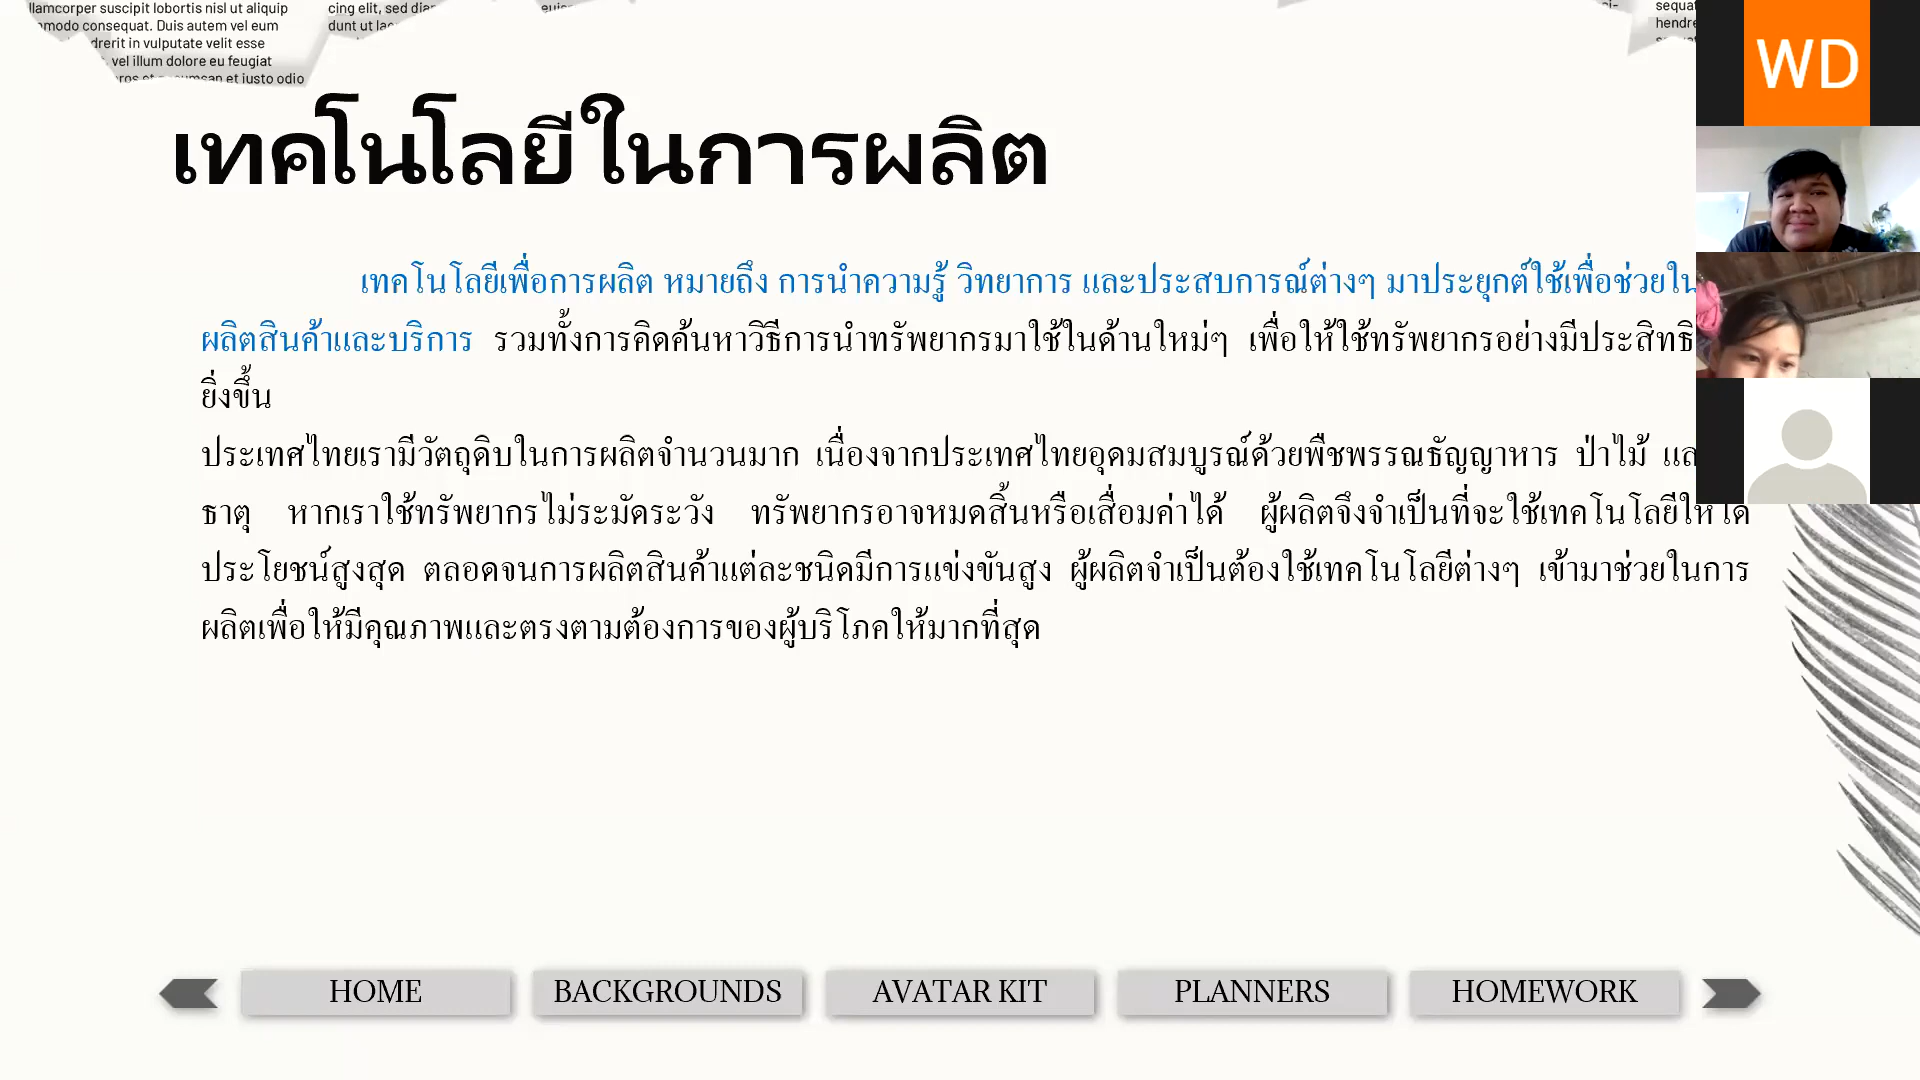 llamcorper suscipit lobortis nisl ut aliquip
modo consequat. Duis autem vel eum
drerit in vulputate velit esse
vel illum dolore eu feugiat
et iusto odio
cing elit, sed
dunt ut
WD
เทคโนโลยีในการผลิต
เทคโนโลยีเพื่อการผลิต หมายถึง การนำความรู้ วิทยาการ และประสบการณ์ต่างๆ มาประยุกต์ใช้เพื่อช่วยใน
ผลิตสินค้าและบริการ รวมทั้งการคิดค้นหาวิธีการนำทรัพยากรมาใช้ในด้านใหม่ๆ เพื่อให้ใช้ทรัพยากรอย่างมีประสิทธิ
ยิ่งขึ้น
ประเทศไทยเรามีวัตถุดิบในการผลิตจำนวนมาก เนื่องจากประเทศไทยอุดมสมบูรณ์ด้วยพืชพรรณธัญญาหาร ป่าไม้
ธาตุ หากเราใช้ทรัพยากรไม่ระมัดระวัง ทรัพยากรอาจหมดสิ้นหรือเสื่อมค่าได้ ผู้ผลิตจึงจำเป็นที่จะใช้เทคโนโลยีให้ได้
ประโยชน์สูงสุด ตลอดจนการผลิตสินค้าแต่ละชนิดมีการแข่งขันสูง ผู้ผลิตจำเป็นต้องใช้เทคโนโลยีต่างๆ เข้ามาช่วยในการ
ผลิตเพื่อให้มีคุณภาพและตรงตามต้องการของผู้บริโภคให้มากที่สุด
HOME
BACKGROUNDS
AVATAR KIT
PLANNERS
HOMEWORK